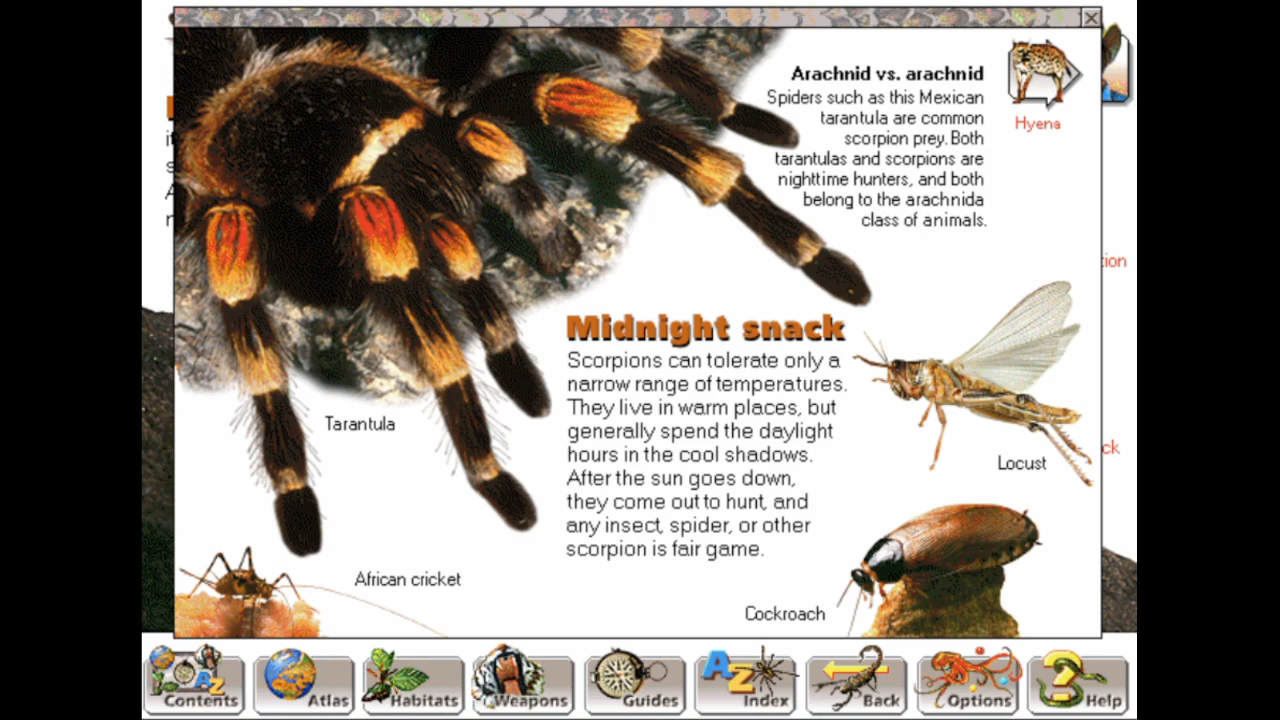 Arachnid vs. arachnid
Spiders such as this Mexican
tarantula are common
scorpion prey. Both
tarantulas and scorpions are
nighttime hunters, and both
belong to the arachnida
class of animals.
Hyena
Midnight snack
Scorpions can tolerate only a
narrow range of temperatures.
They live in warm places, but
generally spend the daylight
hours in the cool shadows.
After the sun goes down,
they come out to hunt, and
any insect, spider, or other
scorpion is fair game.
Tarantula
Locust
African cricket
Cockroach
Contents
Atlas
Habitats
Weapons
Guides
AZ
Index
Back
Options
? Help